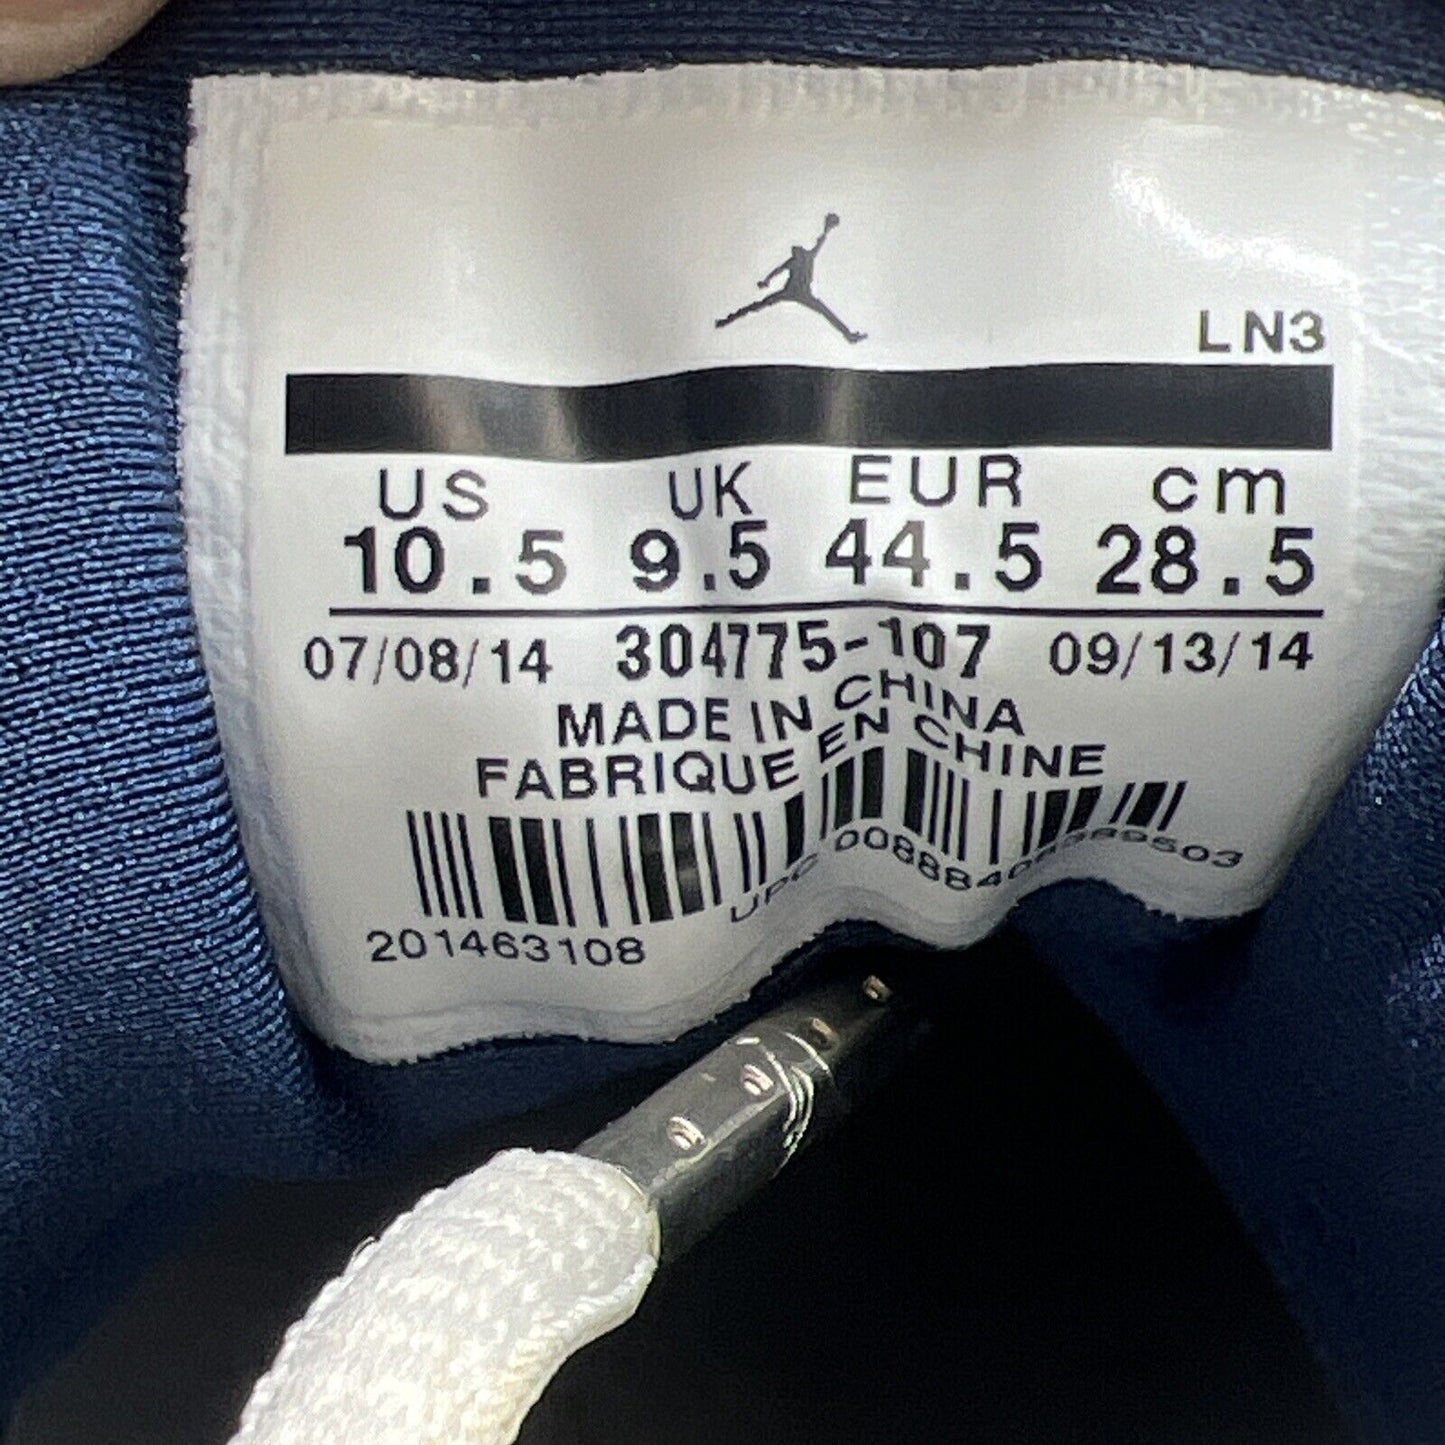 LN3
US UK EUR cm
10.5 9.5 44.5 28.5
07/08/14 304775-107 09/13/14
MADE IN CHINA
FABRIQUE EN CHINE
201463108 UPC